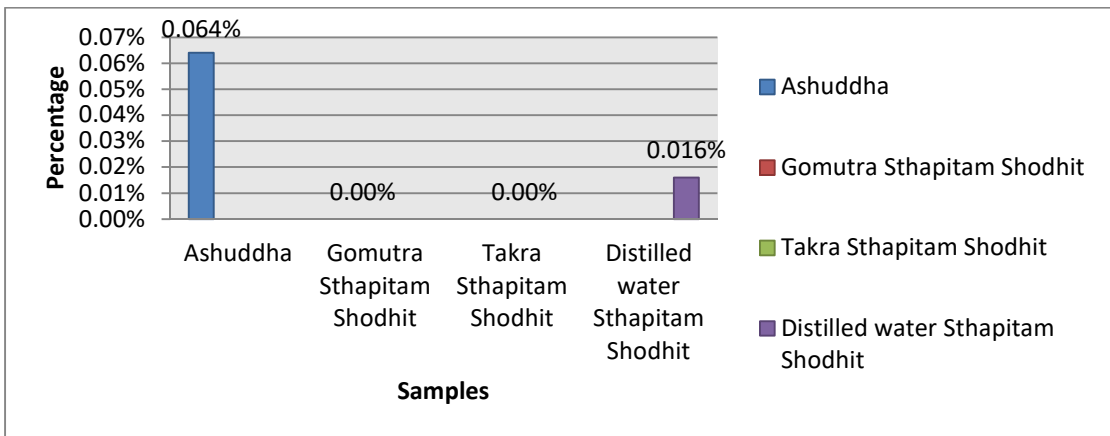 Percentage
0.07%
0.06%
0.05%
0.04%
0.03%
0.02%
0.01%
0.00%
0.064%
0.00%
0.00%
0.016%
Ashuddha
Gomutra
Sthapitam
Shodhit
Takra
Sthapitam
Shodhit
Distilled
water
Sthapitam
Shodhit
Samples
Ashuddha
Gomutra Sthapitam Shodhit
Takra Sthapitam Shodhit
Distilled water Sthapitam
Shodhit